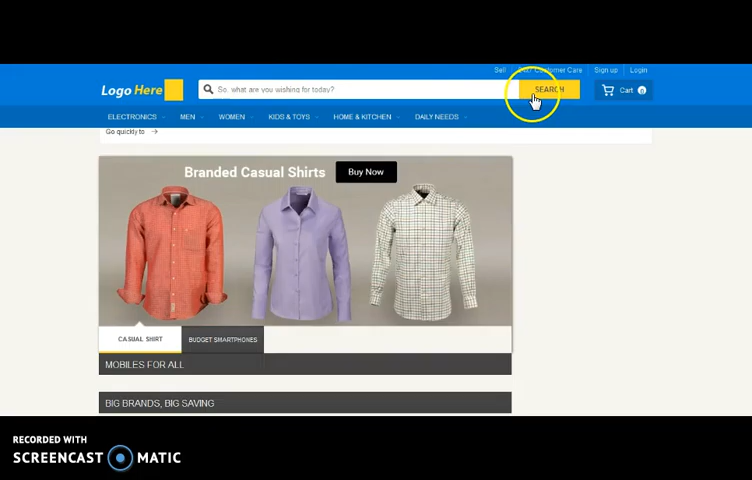 Sell 24x7 Customer Care Sign up Login
Logo Here
So, what are you wishing for today?
SEARCH
Cart 0
ELECTRONICS MEN WOMEN KIDS & TOYS HOME & KITCHEN DAILY NEEDS
Go quickly to
Branded Casual Shirts
Buy Now
CASUAL SHIRT
BUDGET SMARTPHONES
MOBILES FOR ALL
BIG BRANDS, BIG SAVING
RECORDED WITH
SCREENCAST MATIC